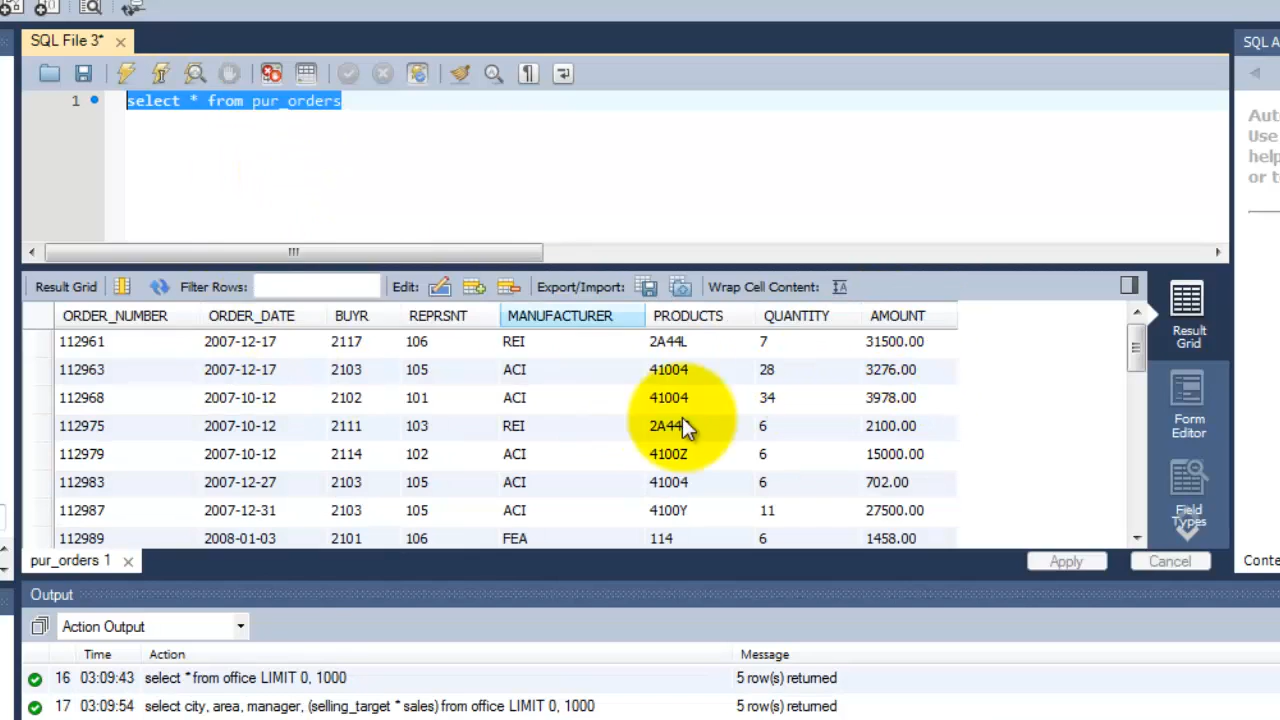 SQL File 3*
SQL A
1 select * from pur_orders
Aut
Use
help
or t
Result Grid Filter Rows: Edit: Export/Import: Wrap Cell Content:
ORDER_NUMBER ORDER_DATE BUYR REPRSNT MANUFACTURER PRODUCTS QUANTITY AMOUNT
112961 2007-12-17 2117 106 REI 2A44L 7 31500.00
112963 2007-12-17 2103 105 ACI 41004 28 3276.00
112968 2007-10-12 2102 101 ACI 41004 34 3978.00
112975 2007-10-12 2111 103 REI 2A44 6 2100.00
112979 2007-10-12 2114 102 ACI 4100Z 6 15000.00
112983 2007-12-27 2103 105 ACI 41004 6 702.00
112987 2007-12-31 2103 105 ACI 4100Y 11 27500.00
112989 2008-01-03 2101 106 FEA 114 6 1458.00
Result
Grid
Form
Editor
Field
Types
pur_orders 1
Apply Cancel
Conte
Output
Action Output
Time Action Message
16 03:09:43 select * from office LIMIT 0, 1000 5 row(s) returned
17 03:09:54 select city, area, manager, (selling_target * sales) from office LIMIT 0, 1000 5 row(s) returned